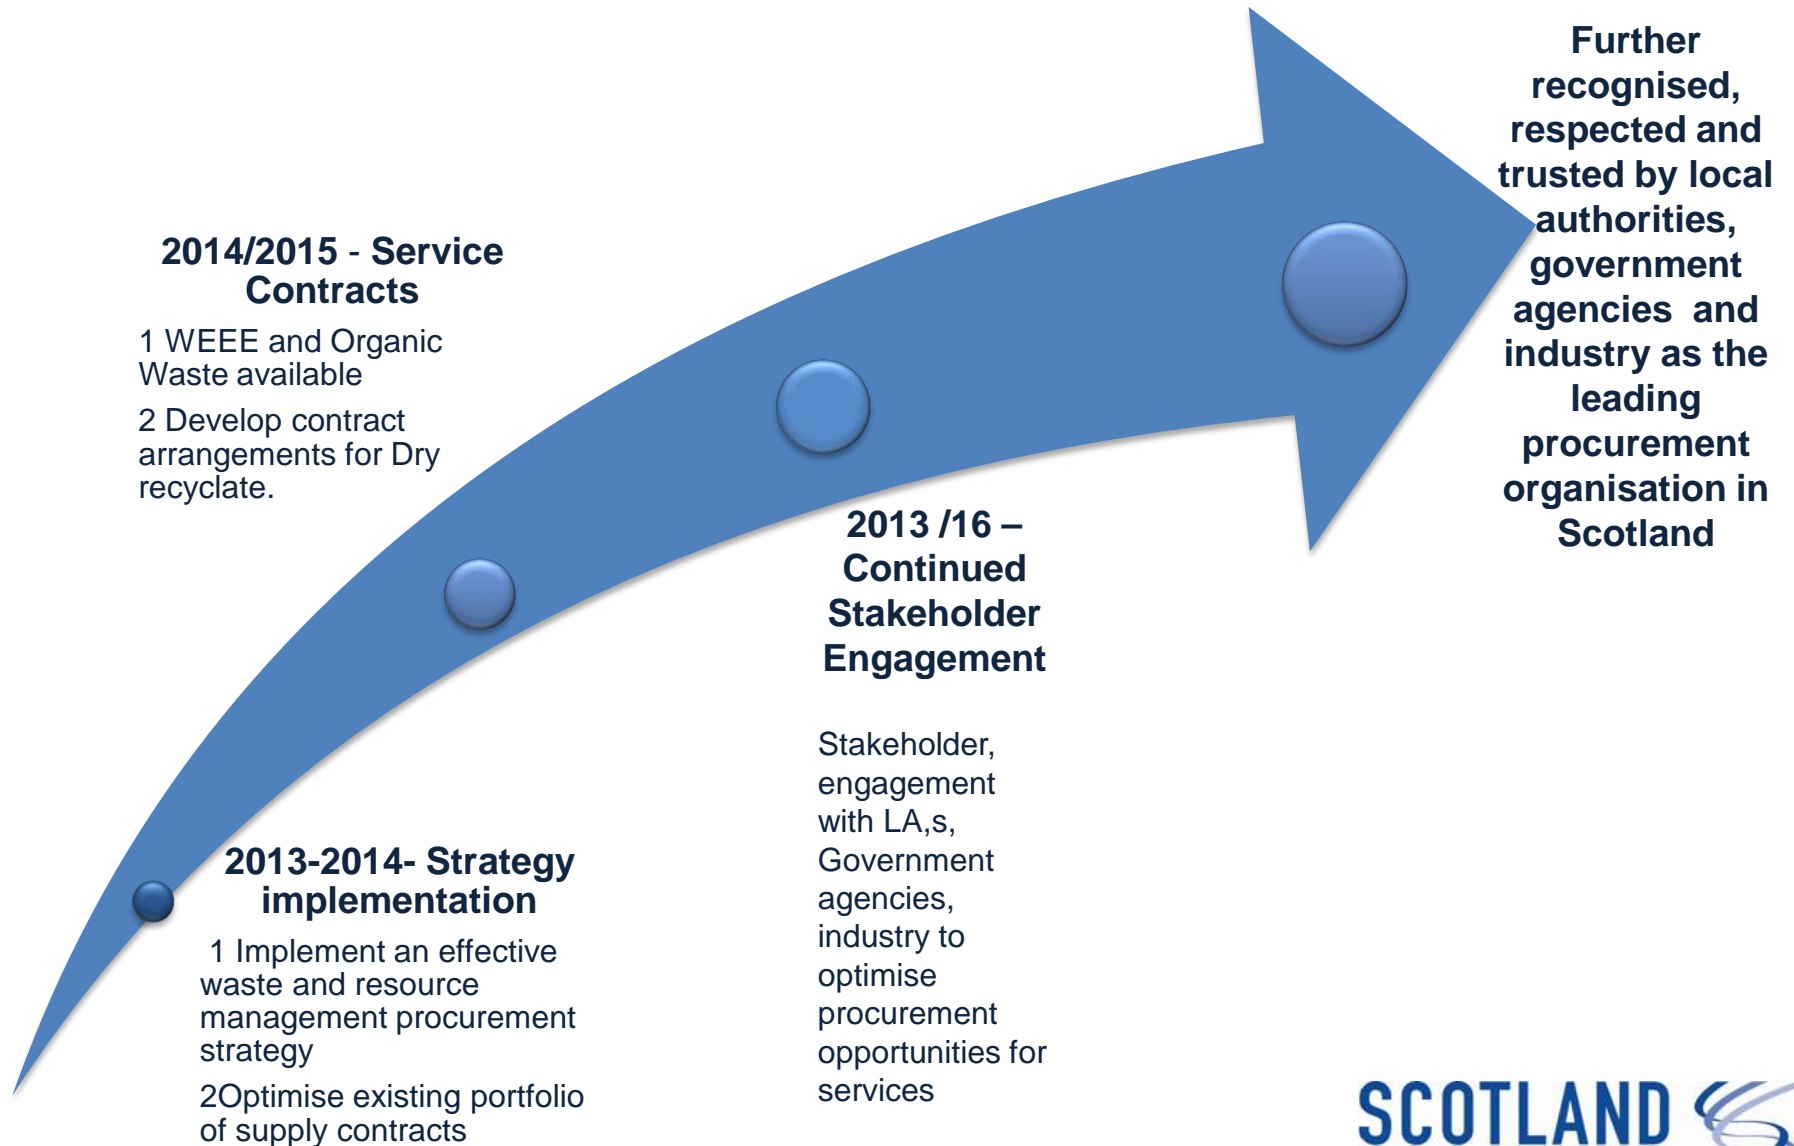 2014/2015 - Service
Contracts
1 WEEE and Organic
Waste available
2 Develop contract
arrangements for Dry
recyclate.
2013-2014- Strategy
implementation
1 Implement an effective
waste and resource
management procurement
strategy
2Optimise existing portfolio
of supply contracts
2013 /16 –
Continued
Stakeholder
Engagement
Stakeholder,
engagement
with LA,s,
Government
agencies,
industry to
optimise
procurement
opportunities for
services
Further
recognised,
respected and
trusted by local
authorities,
government
agencies and
industry as the
leading
procurement
organisation in
Scotland
SCOTLAND